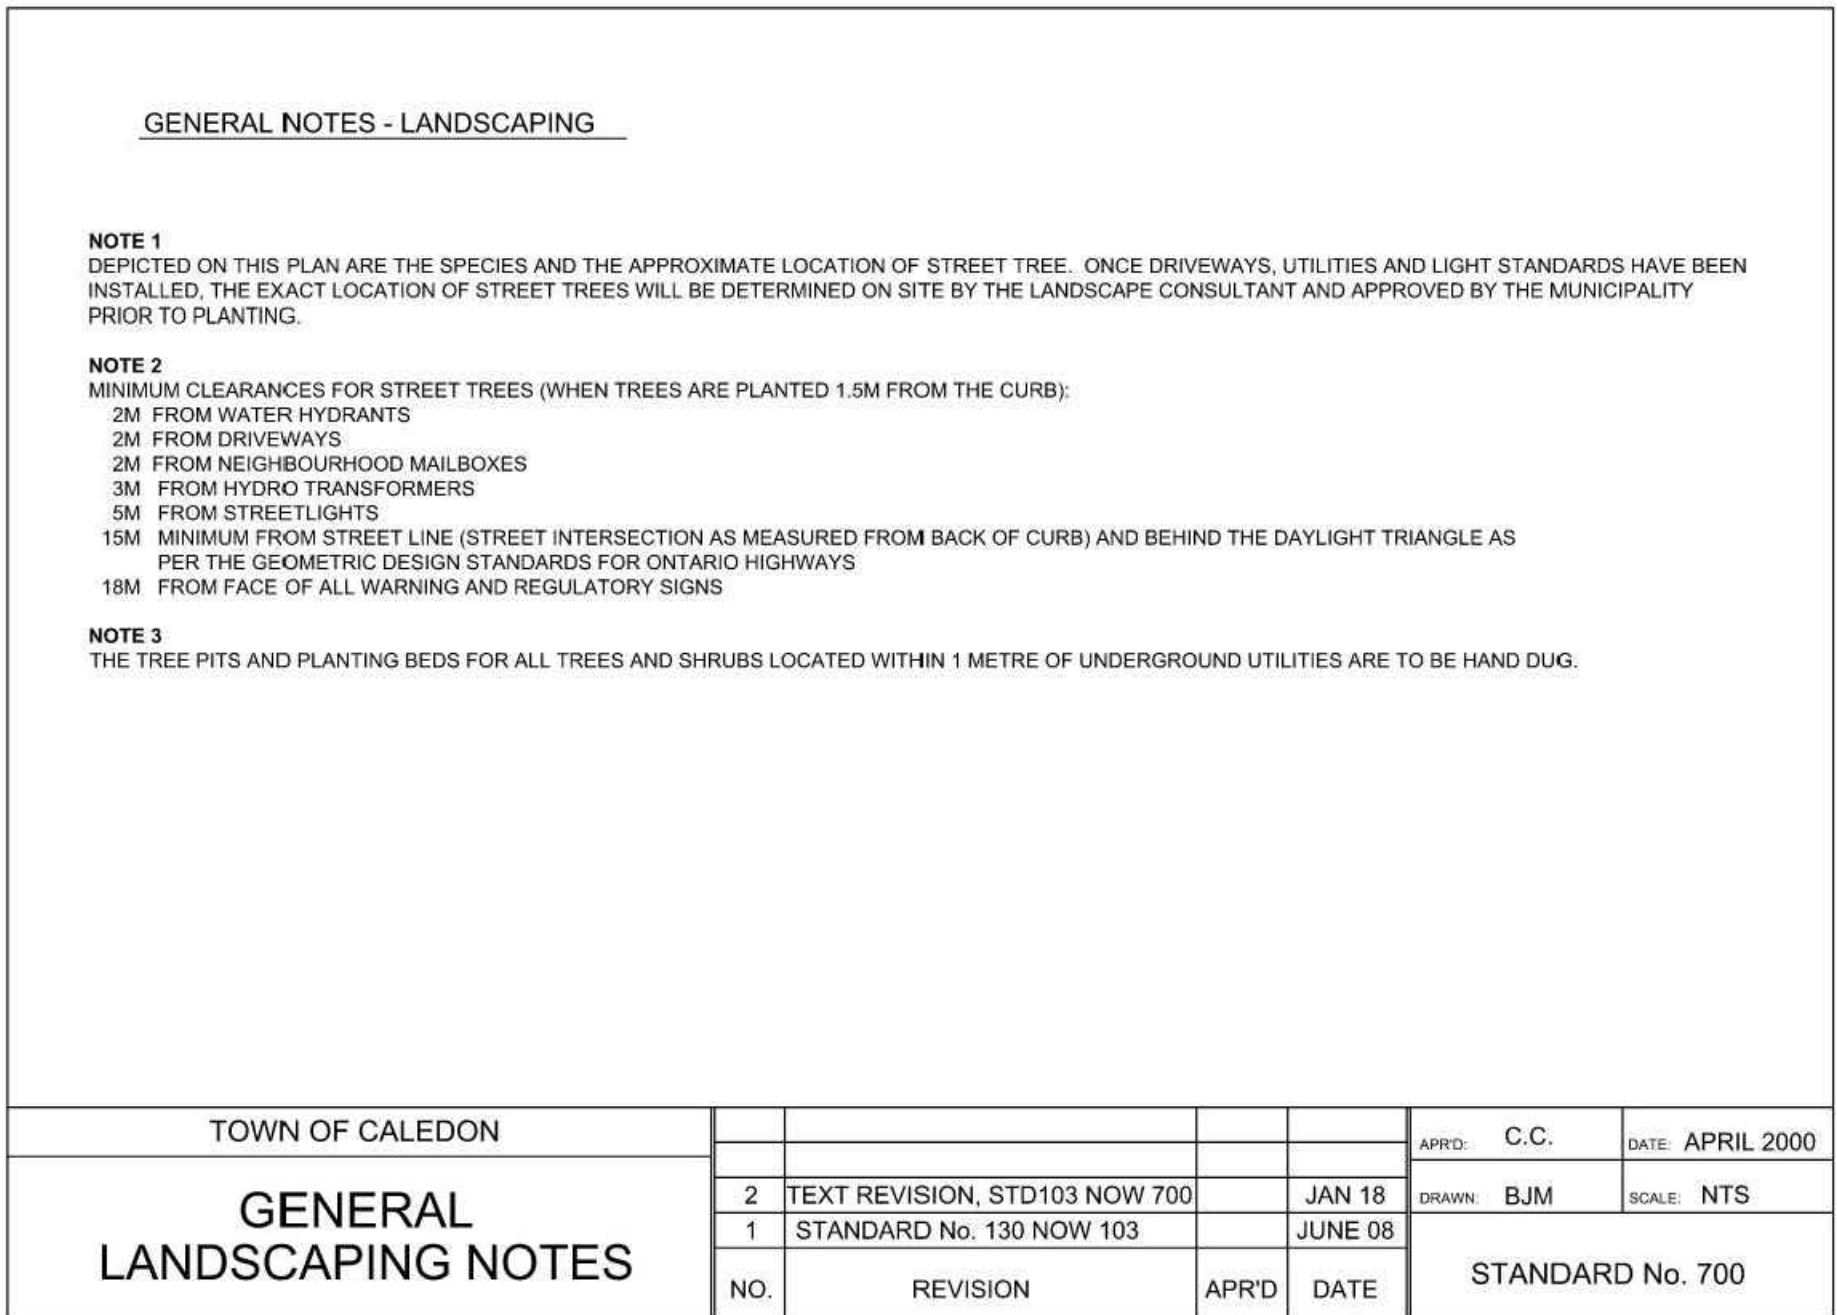 GENERAL NOTES - LANDSCAPING
NOTE 1
DEPICTED ON THIS PLAN ARE THE SPECIES AND THE APPROXIMATE LOCATION OF STREET TREE. ONCE DRIVEWAYS, UTILITIES AND LIGHT STANDARDS HAVE BEEN
INSTALLED, THE EXACT LOCATION OF STREET TREES WILL BE DETERMINED ON SITE BY THE LANDSCAPE CONSULTANT AND APPROVED BY THE MUNICIPALITY
PRIOR TO PLANTING.
NOTE 2
MINIMUM CLEARANCES FOR STREET TREES (WHEN TREES ARE PLANTED 1.5M FROM THE CURB):
2M FROM WATER HYDRANTS
2M FROM DRIVEWAYS
2M FROM NEIGHBOURHOOD MAILBOXES
3M FROM HYDRO TRANSFORMERS
5M FROM STREETLIGHTS
15M MINIMUM FROM STREET LINE (STREET INTERSECTION AS MEASURED FROM BACK OF CURB) AND BEHIND THE DAYLIGHT TRIANGLE AS
PER THE GEOMETRIC DESIGN STANDARDS FOR ONTARIO HIGHWAYS
18M FROM FACE OF ALL WARNING AND REGULATORY SIGNS
NOTE 3
THE TREE PITS AND PLANTING BEDS FOR ALL TREES AND SHRUBS LOCATED WITHIN 1 METRE OF UNDERGROUND UTILITIES ARE TO BE HAND DUG.
TOWN OF CALEDON
GENERAL
LANDSCAPING NOTES
2 TEXT REVISION, STD103 NOW 700 JAN 18
1 STANDARD No. 130 NOW 103 JUNE 08
NO. REVISION APR'D DATE
APR'D: C.C. DATE: APRIL 2000
DRAWN: BJM SCALE: NTS
STANDARD No. 700